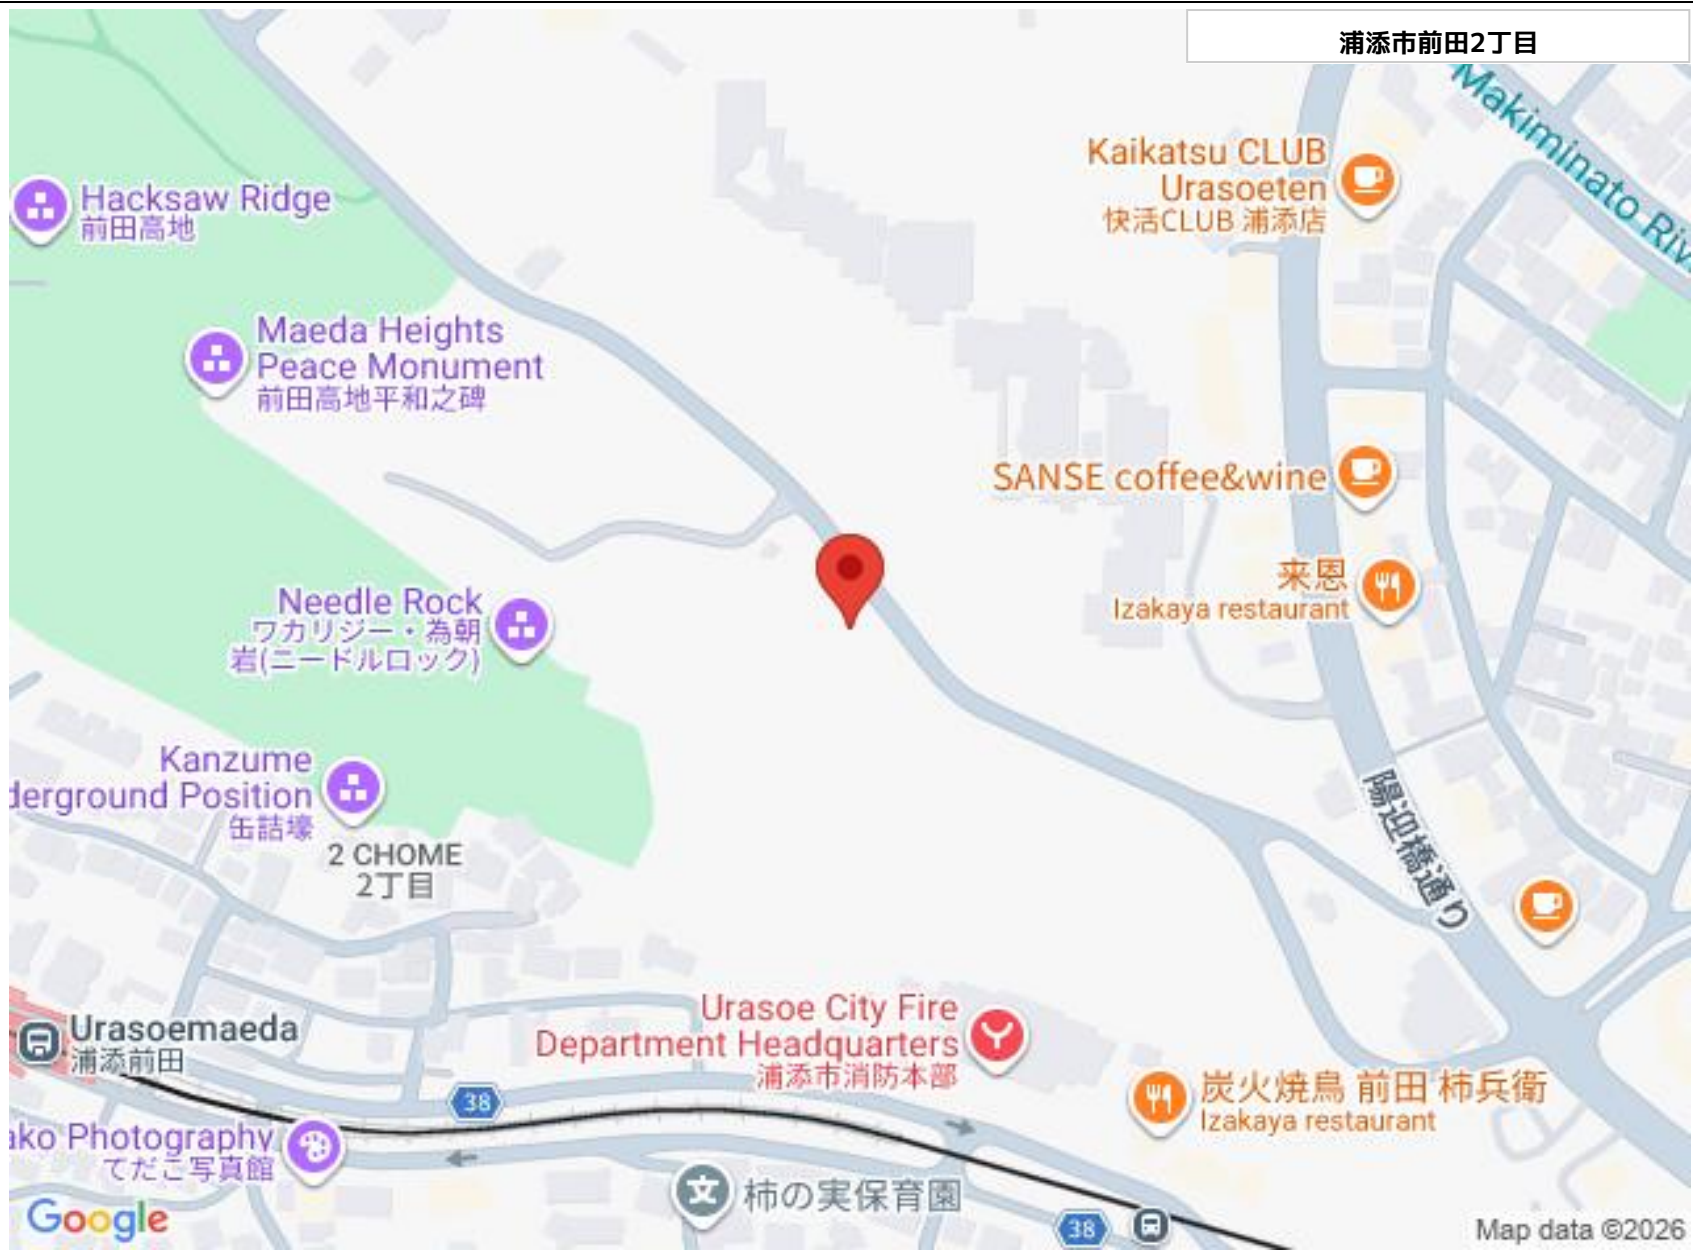 浦添市前田2丁目
Makiminato Riv
Kaikatsu CLUB
Urasoeten
快活CLUB 浦添店
Hacksaw Ridge
前田高地
Maeda Heights
Peace Monument
前田高地平和之碑
SANSE coffee&wine
来恩
Izakaya restaurant
Needle Rock
ワカリジー・為朝
岩(ニードルロック)
Kanzume
derground Position
缶詰壕
2 CHOME
2丁目
陽迎橋通り
Urasoe City Fire
Department Headquarters
浦添市消防本部
Urasoemaeda
浦添前田
38
炭火焼鳥 前田 柿兵衛
Izakaya restaurant
ako Photography
てだこ写真館
文
柿の実保育園
38
Google
Map data ©2026